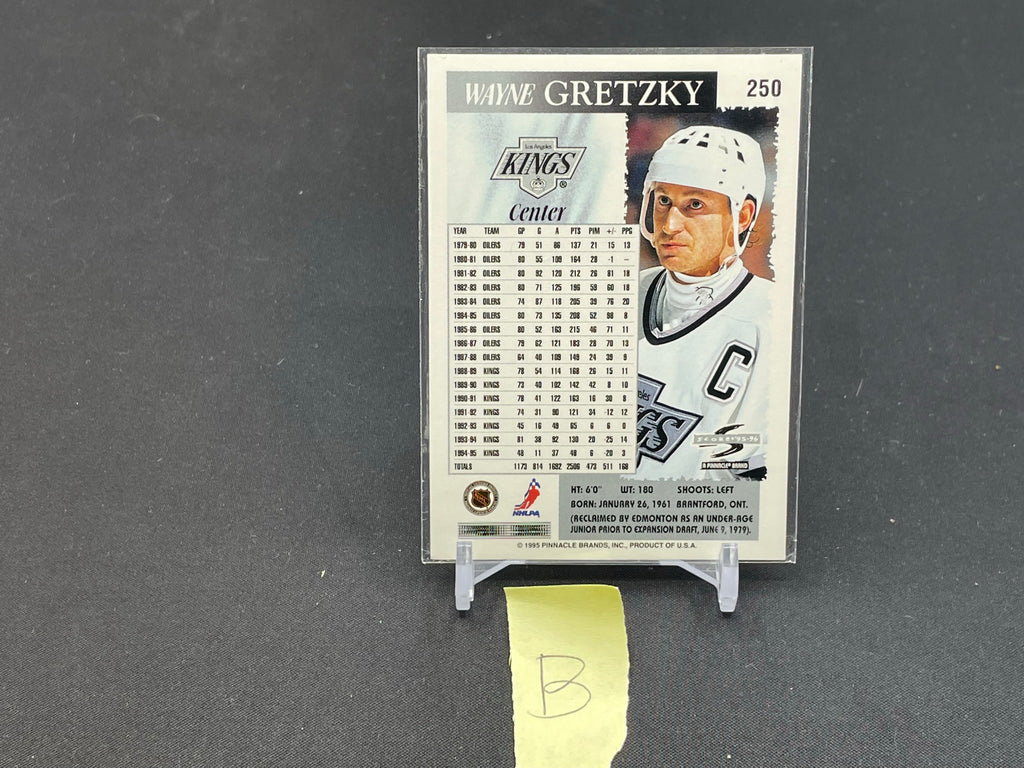 WAYNE GRETZKY
250
Los Angeles
KINGS
®
Center
YEAR TEAM GP G A PTS PIM +/- PPG
1979-80 OILERS 79 51 86 137 21 15 13
1980-81 OILERS 80 55 109 164 28 -1 –
1981-82 OILERS 80 92 120 212 26 81 18
1982-83 OILERS 80 71 125 196 59 60 18
1983-84 OILERS 74 87 118 205 39 76 20
1984-85 OILERS 80 73 135 208 52 98 8
1985-86 OILERS 80 52 163 215 46 71 11
1986-87 OILERS 79 62 121 183 28 70 13
1987-88 OILERS 64 40 109 149 24 39 9
1988-89 KINGS 78 54 114 168 26 15 11
1989-90 KINGS 73 40 102 142 42 8 10
1990-91 KINGS 78 41 122 163 16 30 8
1991-92 KINGS 74 31 90 121 34 -12 12
1992-93 KINGS 45 16 49 65 6 6 0
1993-94 KINGS 81 38 92 130 20 -25 14
1994-95 KINGS 48 11 37 48 6 -20 3
TOTALS 1173 814 1692 2506 473 511 168
C
eles
GS
SCORE '95-96
A PINNACLE BRAND
NHLPA
HT: 6'0" WT: 180 SHOOTS: LEFT
BORN: JANUARY 26, 1961 BRANTFORD, ONT.
(RECLAIMED BY EDMONTON AS AN UNDER-AGE
JUNIOR PRIOR TO EXPANSION DRAFT, JUNE 9, 1979).
© 1995 PINNACLE BRANDS, INC., PRODUCT OF U.S.A.
B